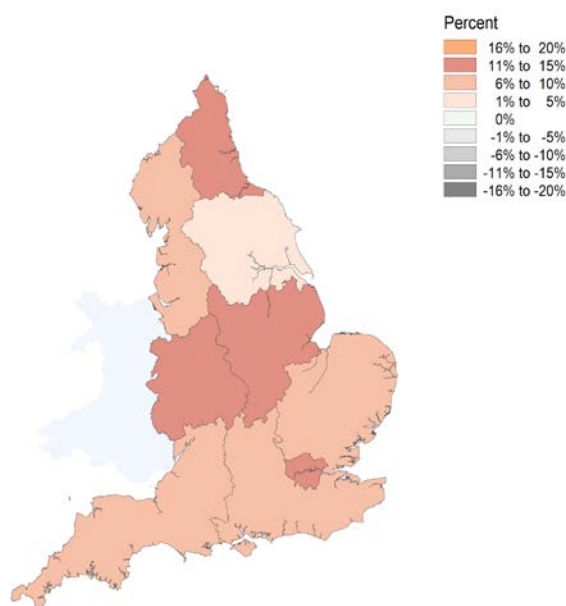 Percent
16% to 20%
11% to 15%
6% to 10%
1% to 5%
0%
-1% to -5%
-6% to -10%
-11% to -15%
-16% to -20%